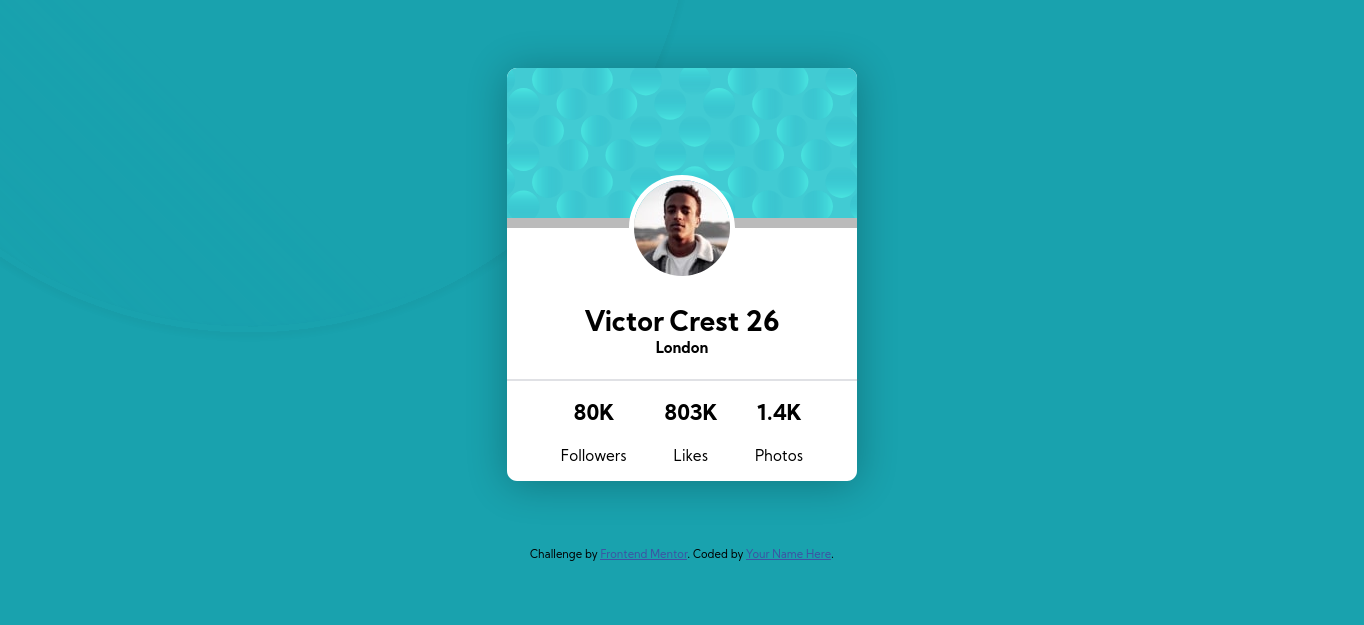 Victor Crest 26
London
80K 803K 1.4K
Followers Likes Photos
Challenge by Frontend Mentor. Coded by Your Name Here.